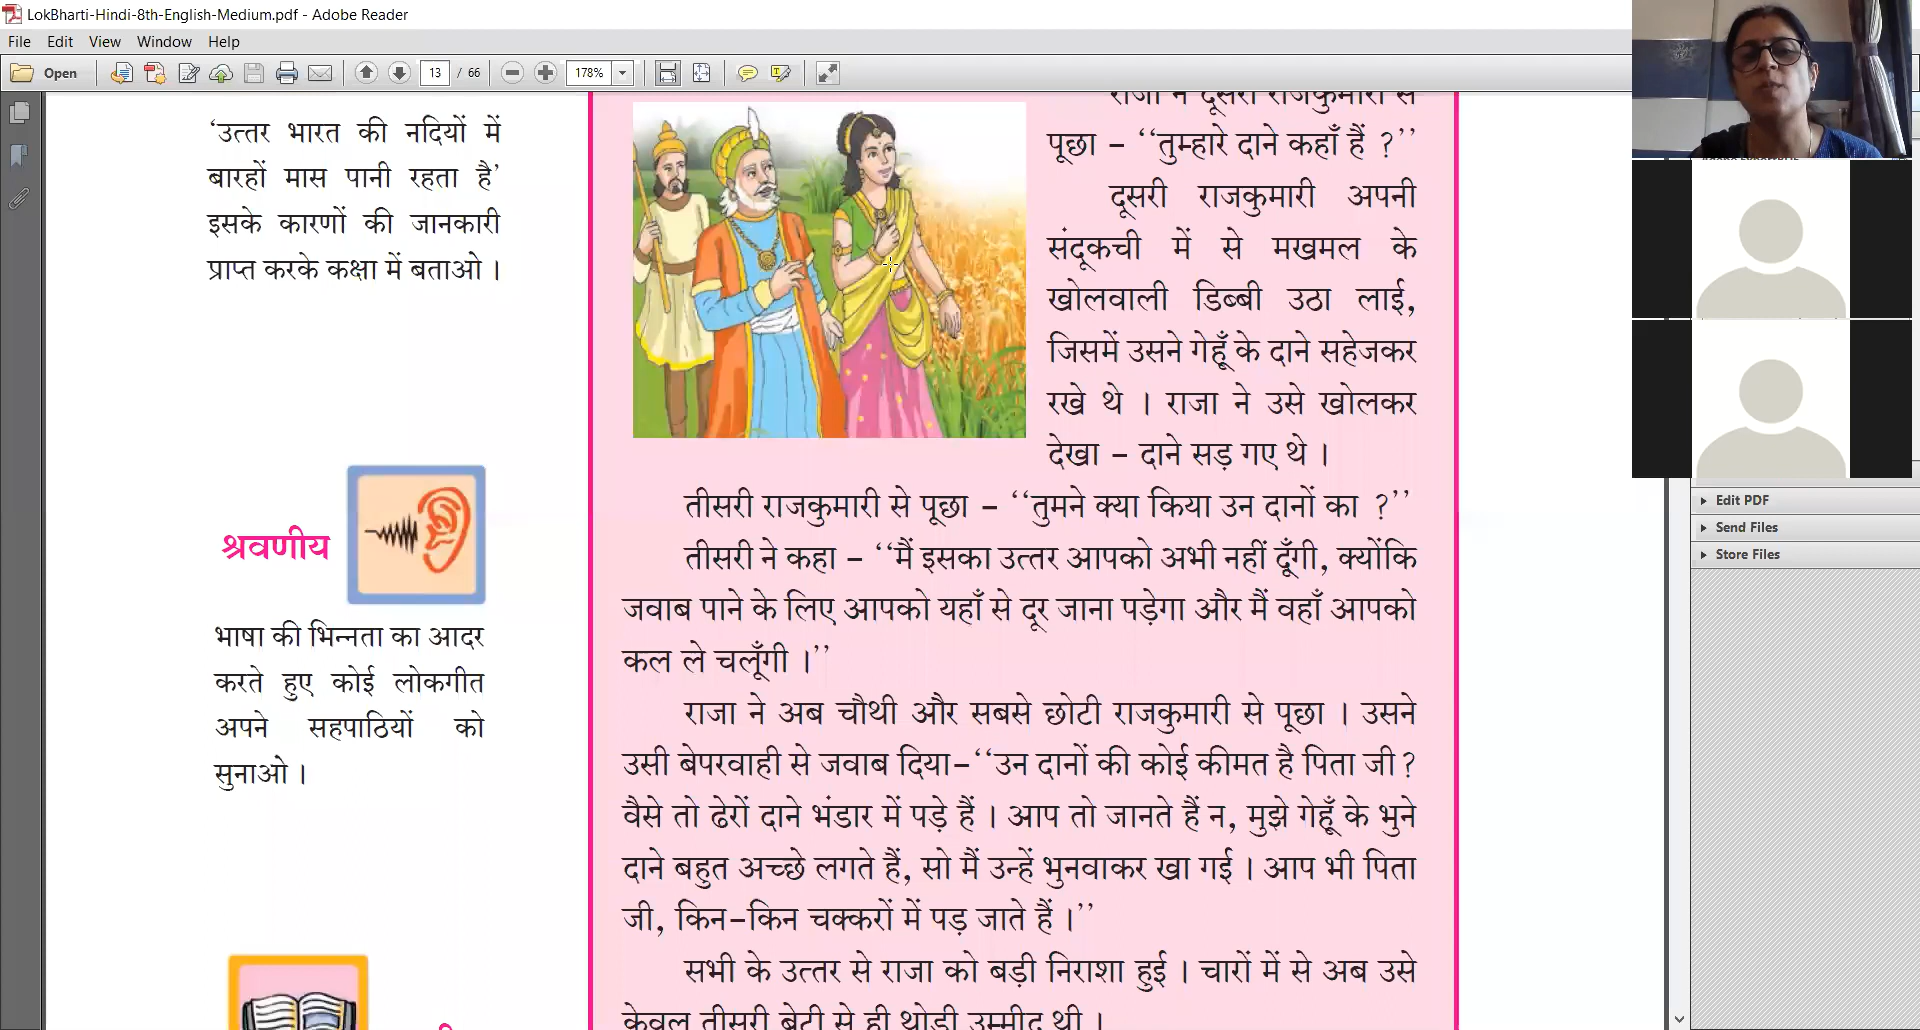 LokBharti-Hindi-8th-English-Medium.pdf - Adobe Reader
File Edit View Window Help
Open 13 / 66 178%
‘उत्तर भारत की नदियों में
बारहों मास पानी रहता है’
इसके कारणों की जानकारी
प्राप्त करके कक्षा में बताओ ।
श्रवणीय
भाषा की भिन्नता का आदर
करते हुए कोई लोकगीत
अपने सहपाठियों को
सुनाओ ।
राजा ने दूसरी राजकुमारी से
पूछा – ‘‘तुम्हारे दाने कहाँ हैं ?’’
दूसरी राजकुमारी अपनी
संदूकची में से मखमल के
खोलवाली डिब्बी उठा लाई,
जिसमें उसने गेहूँ के दाने सहेजकर
रखे थे । राजा ने उसे खोलकर
देखा – दाने सड़ गए थे ।
तीसरी राजकुमारी से पूछा – ‘‘तुमने क्या किया उन दानों का ?’’
तीसरी ने कहा – ‘‘मैं इसका उत्तर आपको अभी नहीं दूँगी, क्योंकि
जवाब पाने के लिए आपको यहाँ से दूर जाना पड़ेगा और मैं वहाँ आपको
कल ले चलूँगी ।’’
राजा ने अब चौथी और सबसे छोटी राजकुमारी से पूछा । उसने
उसी बेपरवाही से जवाब दिया–‘‘उन दानों की कोई कीमत है पिता जी ?
वैसे तो ढेरों दाने भंडार में पड़े हैं । आप तो जानते हैं न, मुझे गेहूँ के भुने
दाने बहुत अच्छे लगते हैं, सो मैं उन्हें भुनवाकर खा गई । आप भी पिता
जी, किन-किन चक्करों में पड़ जाते हैं ।’’
सभी के उत्तर से राजा को बड़ी निराशा हुई । चारों में से अब उसे
केवल तीसरी बेटी से ही थोड़ी उम्मीद थी ।
Edit PDF
Send Files
Store Files